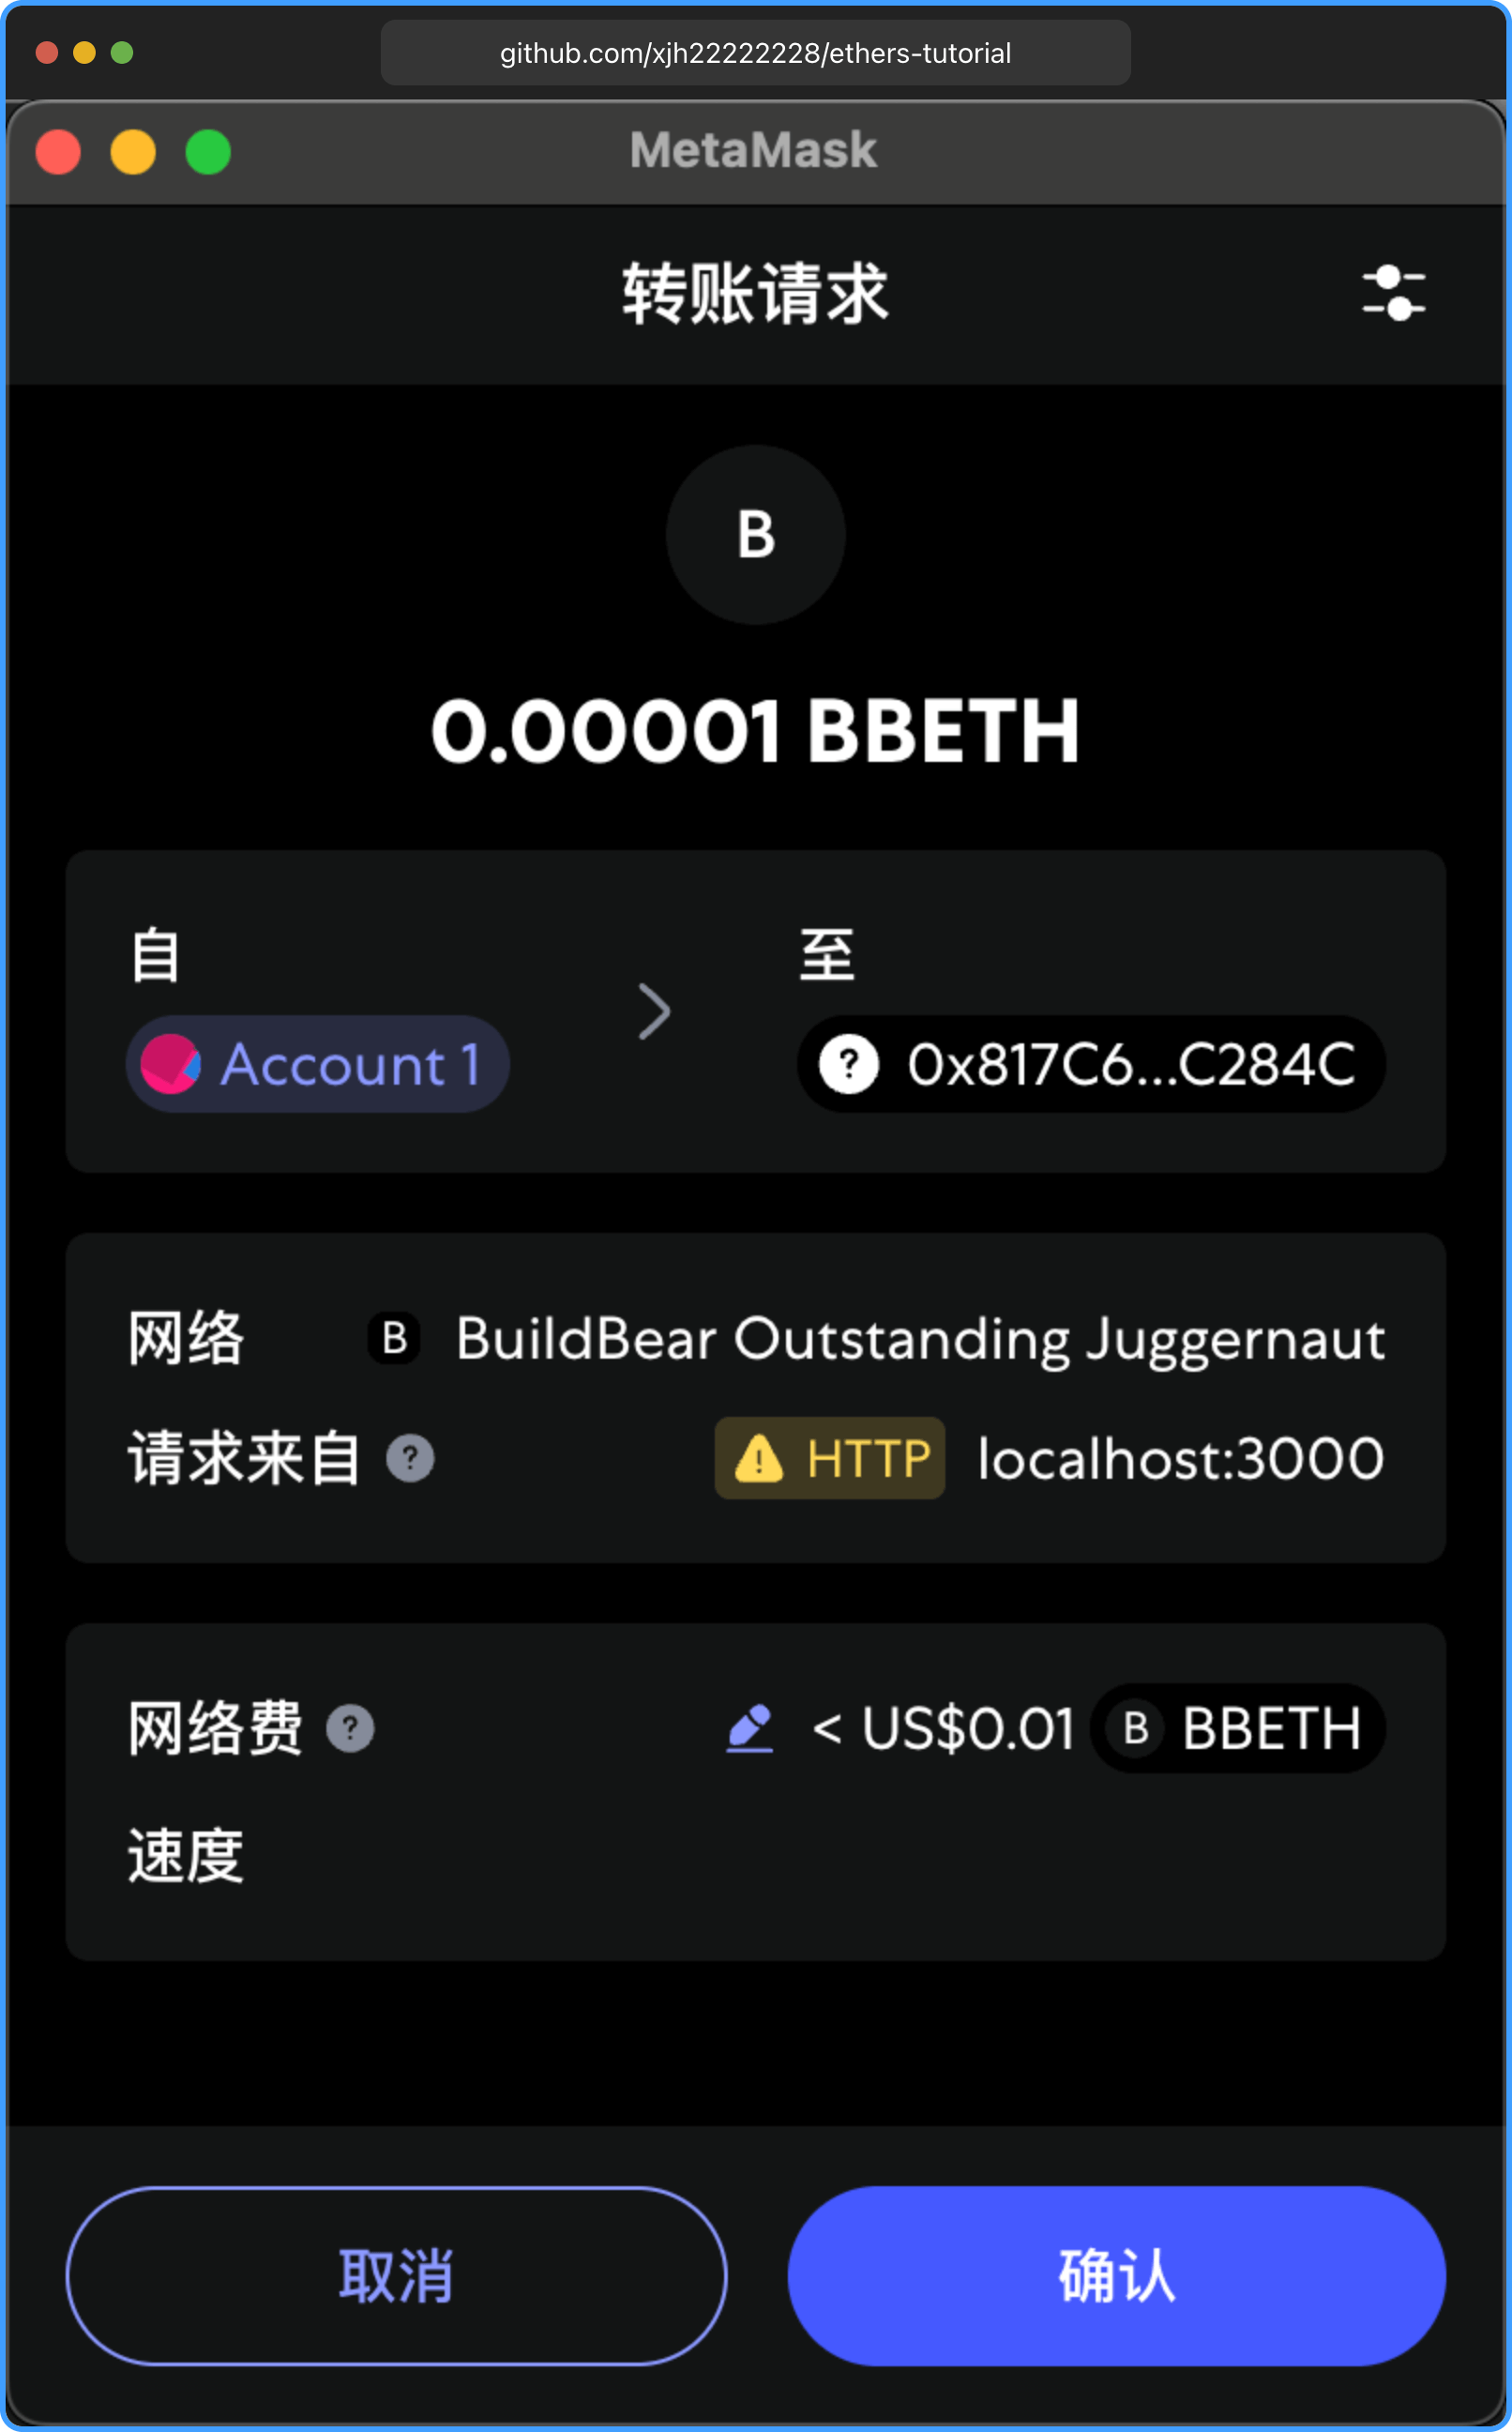 github.com/xjh22222228/ethers-tutorial
MetaMask
转账请求
B
0.00001 BBETH
自
至
Account 1
? 0x817C6...C284C
网络 B BuildBear Outstanding Juggernaut
请求来自 ? HTTP localhost:3000
网络费 ? < US$0.01 B BBETH
速度
取消
确认